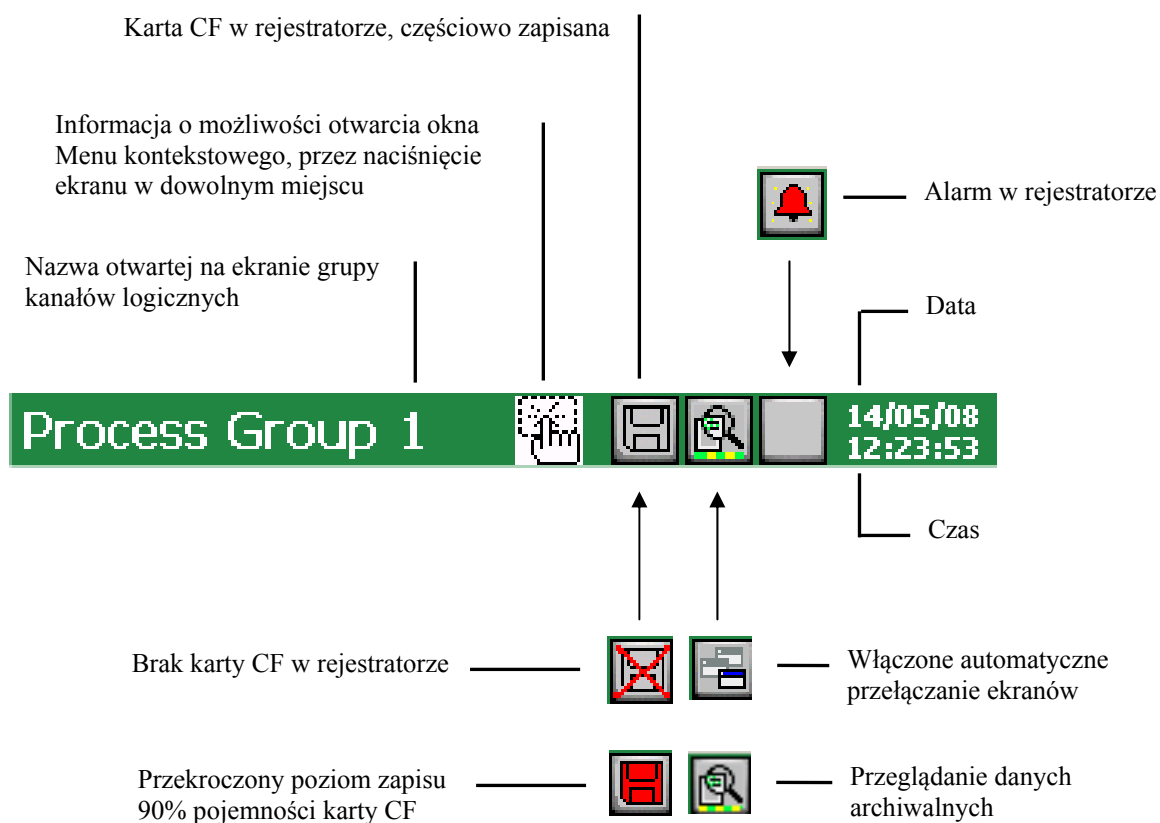 Karta CF w rejestratorze, częściowo zapisana
Informacja o możliwości otwarcia okna
Menu kontekstowego, przez naciśnięcie
ekranu w dowolnym miejscu
Alarm w rejestratorze
Nazwa otwartej na ekranie grupy
kanałów logicznych
Data
Process Group 1
14/05/08
12:23:53
Czas
Brak karty CF w rejestratorze
Włączone automatyczne
przełączanie ekranów
Przekroczony poziom zapisu
90% pojemności karty CF
Przeglądanie danych
archiwalnych